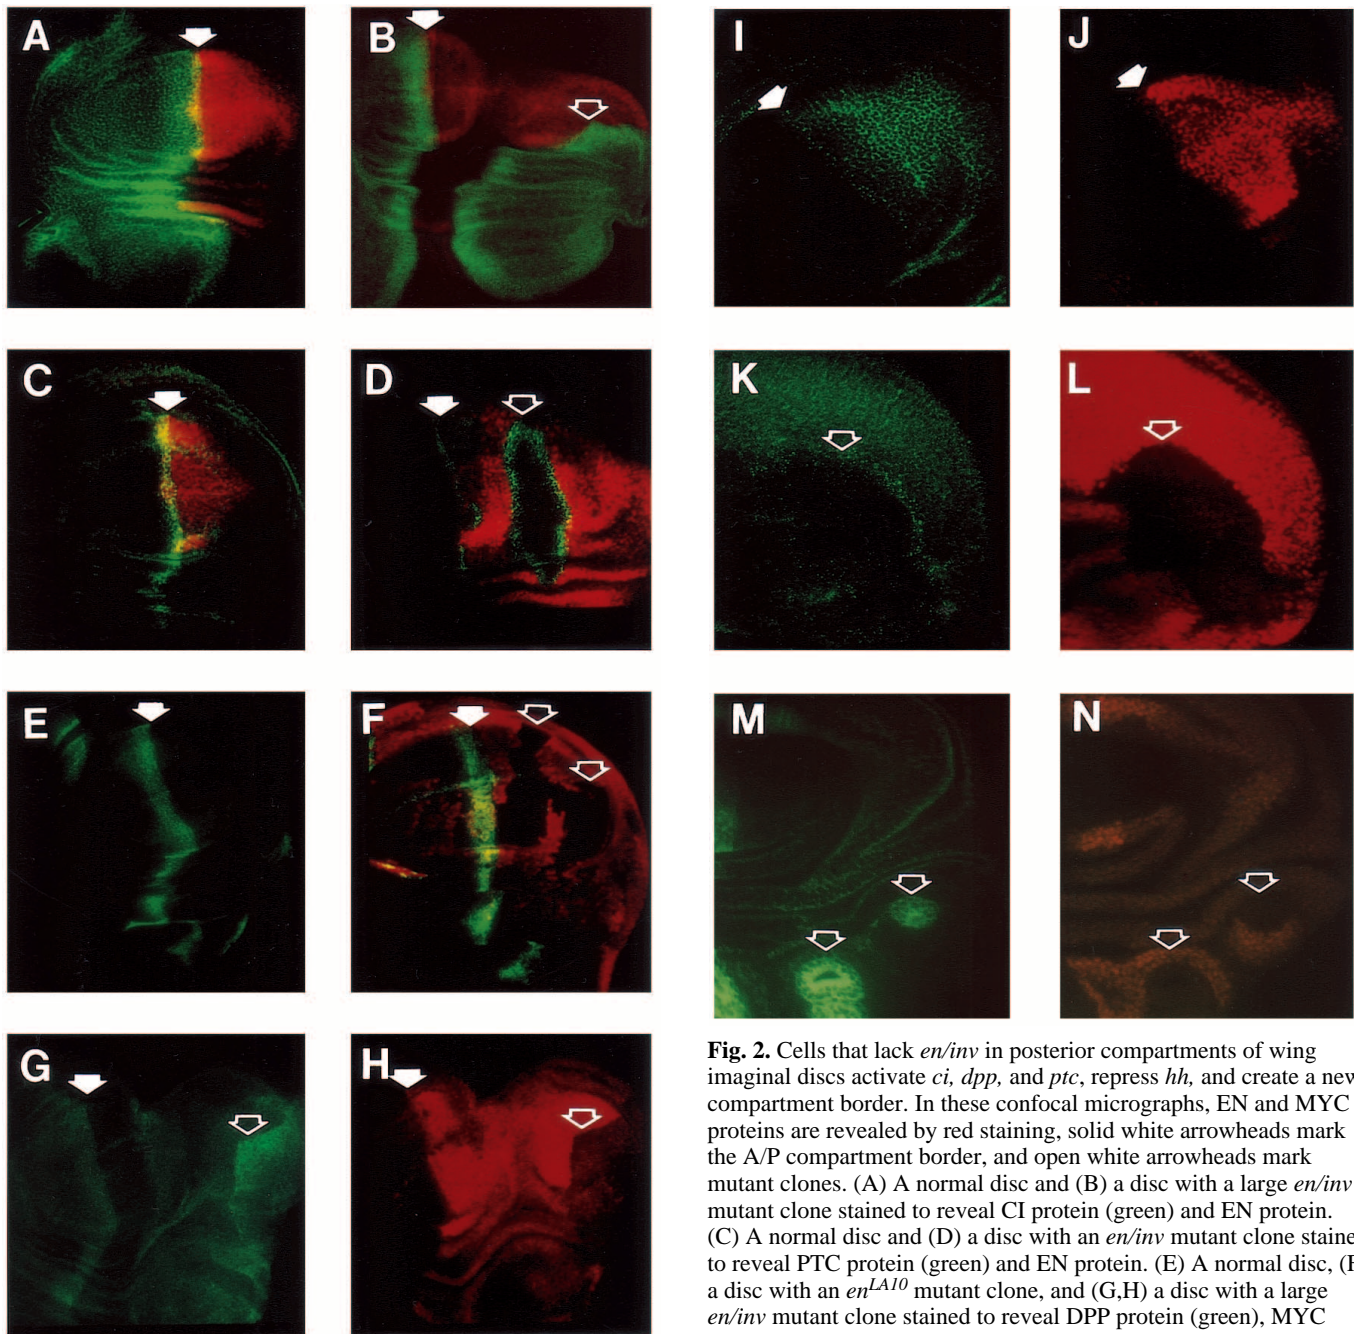 A
B
I
J
C
D
K
L
E
F
M
N
G
H
Fig. 2. Cells that lack en/inv in posterior compartments of wing
imaginal discs activate ci, dpp, and ptc, repress hh, and create a new
compartment border. In these confocal micrographs, EN and MYC
proteins are revealed by red staining, solid white arrowheads mark
the A/P compartment border, and open white arrowheads mark
mutant clones. (A) A normal disc and (B) a disc with a large en/inv
mutant clone stained to reveal CI protein (green) and EN protein.
(C) A normal disc and (D) a disc with an en/inv mutant clone staine
to reveal PTC protein (green) and EN protein. (E) A normal disc, (F
a disc with an en^LA10 mutant clone, and (G,H) a disc with a large
en/inv mutant clone stained to reveal DPP protein (green), MYC